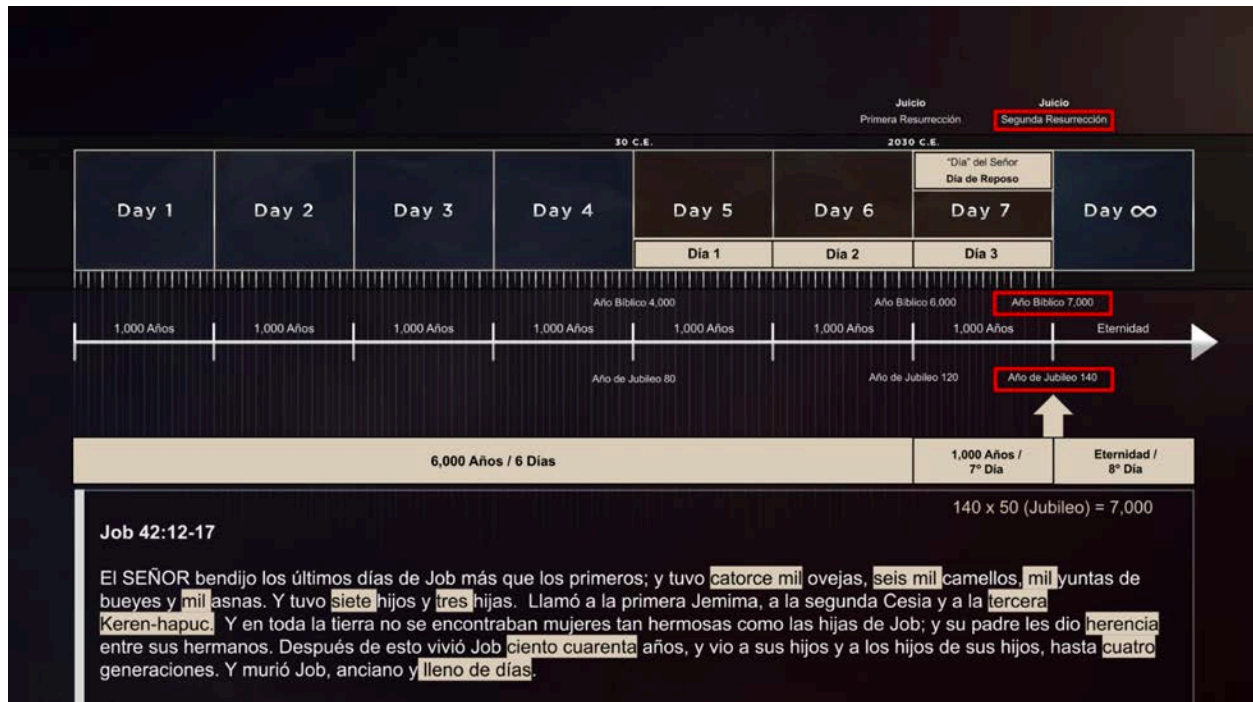 Juicio Juicio
Primera Resurrección Segunda Resurrección
30 C.E. 2030 C.E.
"Día" del Señor
Día de Reposo
Day 1 Day 2 Day 3 Day 4 Day 5 Day 6 Day 7 Day ∞
Día 1 Día 2 Día 3
Año Bíblico 4,000 Año Bíblico 6,000 Año Bíblico 7,000
1,000 Años 1,000 Años 1,000 Años 1,000 Años 1,000 Años 1,000 Años 1,000 Años Eternidad
Año de Jubileo 80 Año de Jubileo 120 Año de Jubileo 140
6,000 Años / 6 Días
1,000 Años /
7º Día
Eternidad /
8º Día
140 x 50 (Jubileo) = 7,000
Job 42:12-17
El SEÑOR bendijo los últimos días de Job más que los primeros; y tuvo catorce mil ovejas, seis mil camellos, mil yuntas de
bueyes y mil asnas. Y tuvo siete hijos y tres hijas. Llamó a la primera Jemima, a la segunda Cesia y a la tercera
Keren-hapuc. Y en toda la tierra no se encontraban mujeres tan hermosas como las hijas de Job; y su padre les dio herencia
entre sus hermanos. Después de esto vivió Job ciento cuarenta años, y vio a sus hijos y a los hijos de sus hijos, hasta cuatro
generaciones. Y murió Job, anciano y lleno de días.